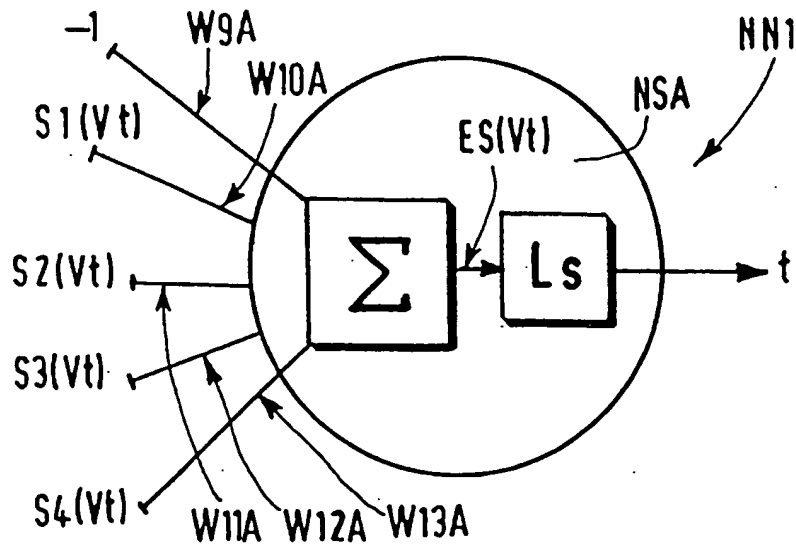 -1
W9A
NN1
W10A
NSA
S1(Vt)
ES(Vt)
Σ
Ls
t
S2(Vt)
S3(Vt)
S4(Vt)
W11A
W12A
W13A